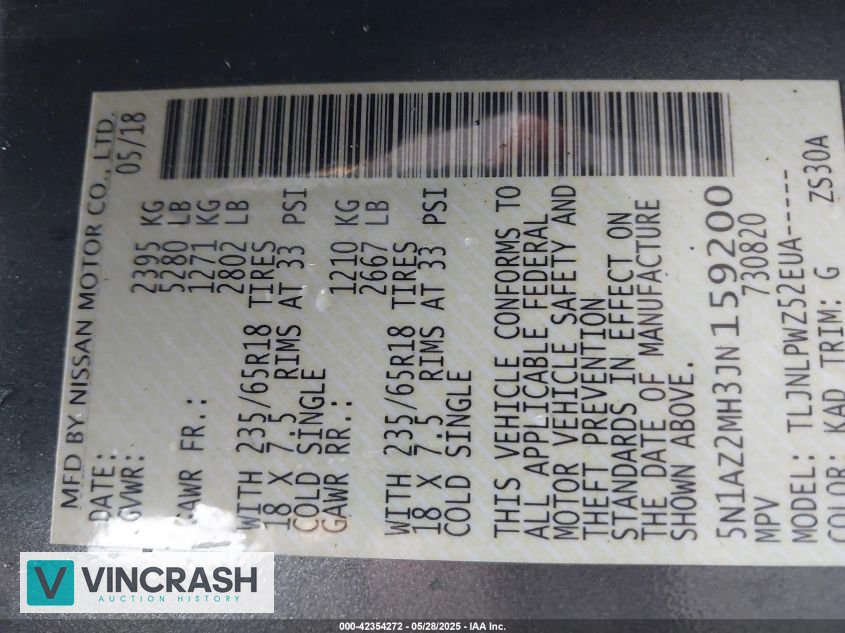 MFD BY NISSAN MOTOR CO., LTD.
DATE: 05/18
GVWR: 2395 KG
5280 LB
GAWR FR.: 1271 KG
2802 LB
WITH 235/65R18 TIRES
18 X 7.5 RIMS AT 33 PSI
COLD SINGLE
GAWR RR.: 1210 KG
2667 LB
WITH 235/65R18 TIRES
18 X 7.5 RIMS AT 33 PSI
COLD SINGLE
THIS VEHICLE CONFORMS TO
ALL APPLICABLE FEDERAL
MOTOR VEHICLE SAFETY AND
THEFT PREVENTION
STANDARDS IN EFFECT ON
THE DATE OF MANUFACTURE
SHOWN ABOVE.
5N1AZ2MH3JN159200
MPV 730820
MODEL: TLJNLPWZ52EUA-----
COLOR: KAD TRIM: G ZS30A
VINCRASH
AUCTION HISTORY
000-42354272 - 05/28/2025 - IAA Inc.